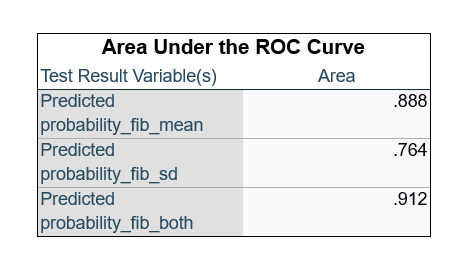 Area Under the ROC Curve
Test Result Variable(s) Area
Predicted .888
probability_fib_mean
Predicted .764
probability_fib_sd
Predicted .912
probability_fib_both